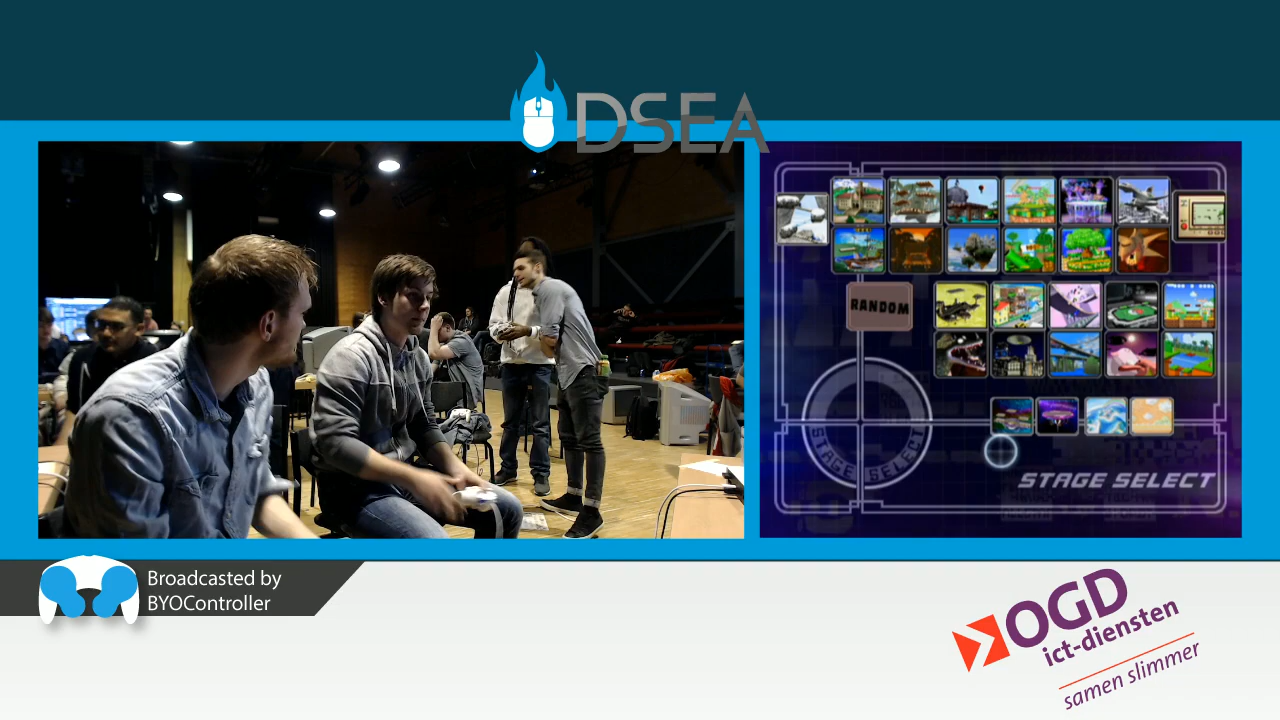 DSEA
RANDOM
STAGE SELECT
STAGE SELECT
Broadcasted by
BYOController
OGD
ict-diensten
samen slimmer